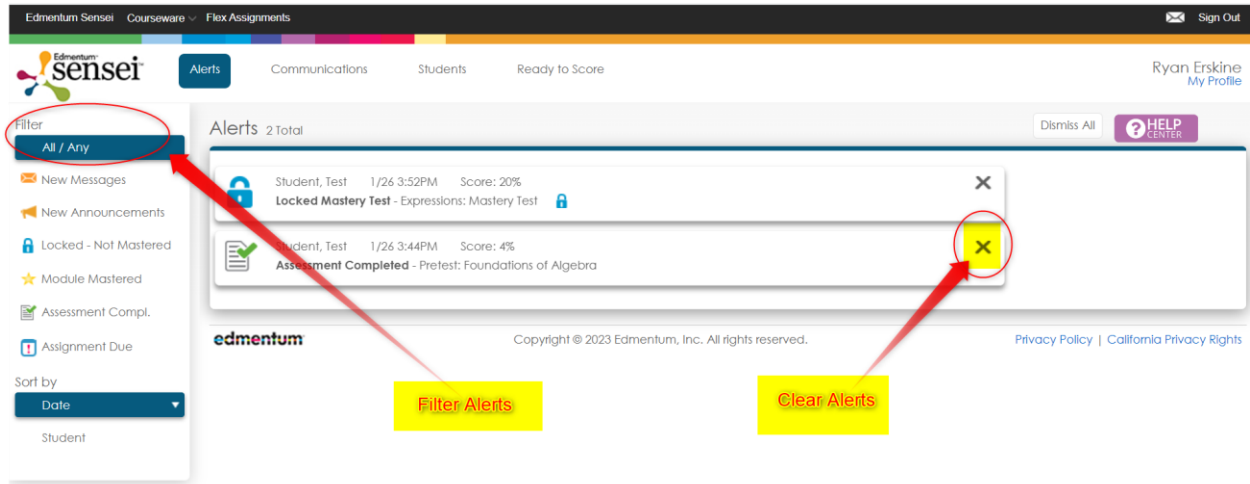 Edmentum Sensei Courseware Flex Assignments Sign Out
Edmentum
sensei
Alerts Communications Students Ready to Score
Ryan Erskine
My Profile
Filter
All / Any
New Messages
New Announcements
Locked - Not Mastered
Module Mastered
Assessment Compl.
Assignment Due
Sort by
Date
Student
Alerts 2 Total
Dismiss All
? HELP
CENTER
Student, Test 1/26 3:52PM Score: 20%
Locked Mastery Test - Expressions: Mastery Test
Student, Test 1/26 3:44PM Score: 4%
Assessment Completed - Pretest: Foundations of Algebra
edmentum Copyright © 2023 Edmentum, Inc. All rights reserved. Privacy Policy | California Privacy Rights
Filter Alerts
Clear Alerts